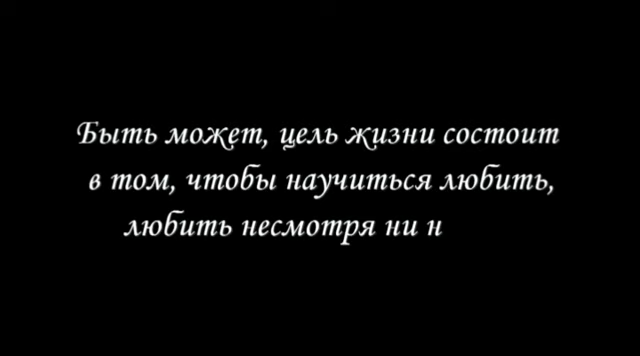 Быть может, цель жизни состоит
в том, чтобы научиться любить,
любить несмотря ни н